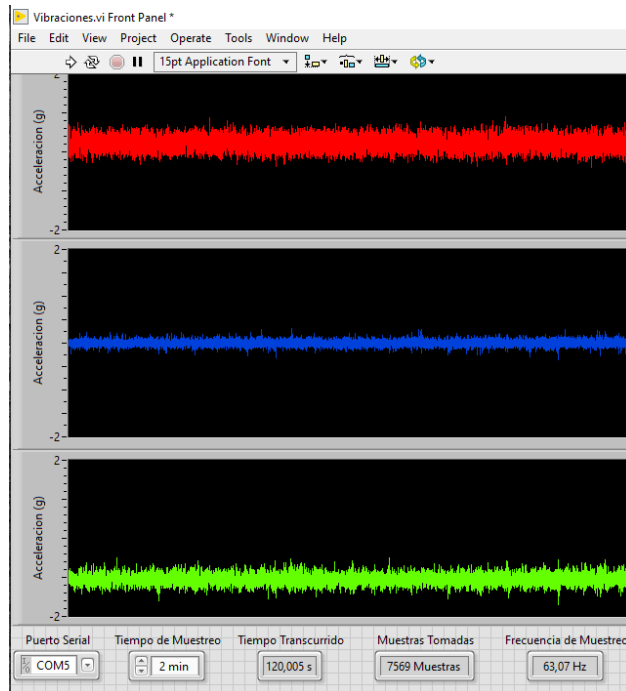 Vibraciones.vi Front Panel *
File Edit View Project Operate Tools Window Help
15pt Application Font
2
Acceleracion (g)
-2
2
Acceleracion (g)
-2
2
Acceleracion (g)
-2
Puerto Serial Tiempo de Muestreo Tiempo Transcurrido Muestras Tomadas Frecuencia de Muestreo
COM5 2 min 120,005 s 7569 Muestras 63,07 Hz